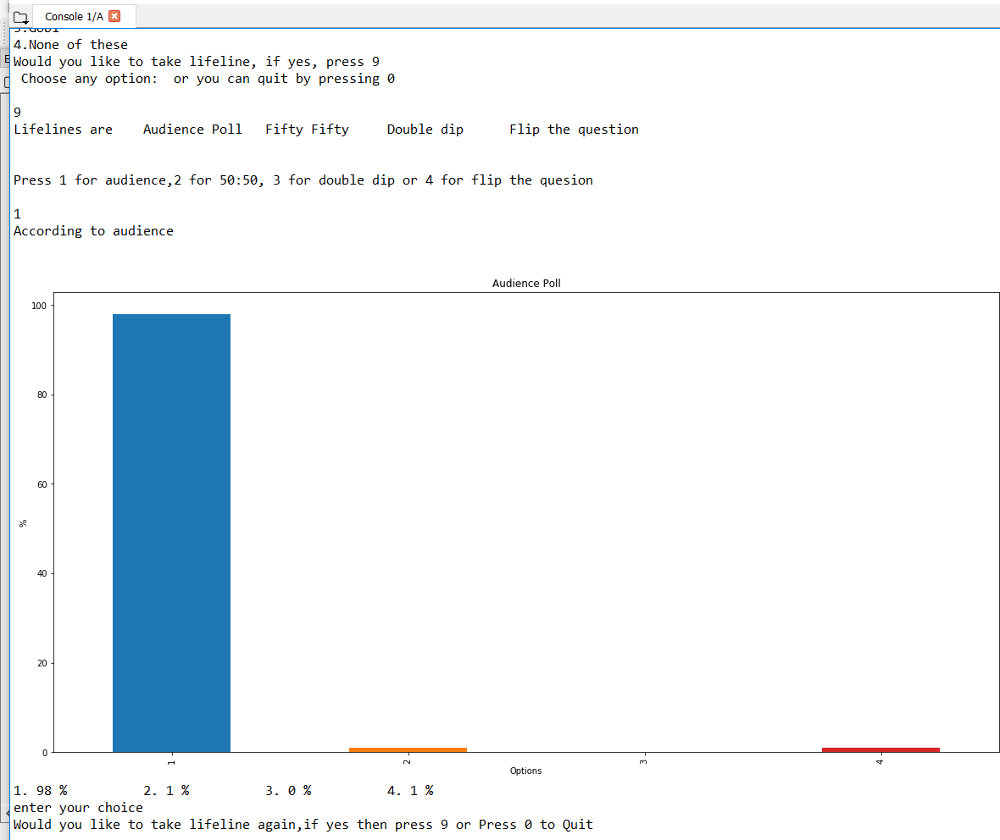 Console 1/A
3.Gobi
4.None of these
Would you like to take lifeline, if yes, press 9
Choose any option:  or you can quit by pressing 0
9
Lifelines are    Audience Poll   Fifty Fifty     Double dip      Flip the question
Press 1 for audience,2 for 50:50, 3 for double dip or 4 for flip the quesion
1
According to audience
Audience Poll
100
80
60
%
40
20
0
1 2 3 4
Options
1. 98 %          2. 1 %          3. 0 %          4. 1 %
enter your choice
Would you like to take lifeline again,if yes then press 9 or Press 0 to Quit